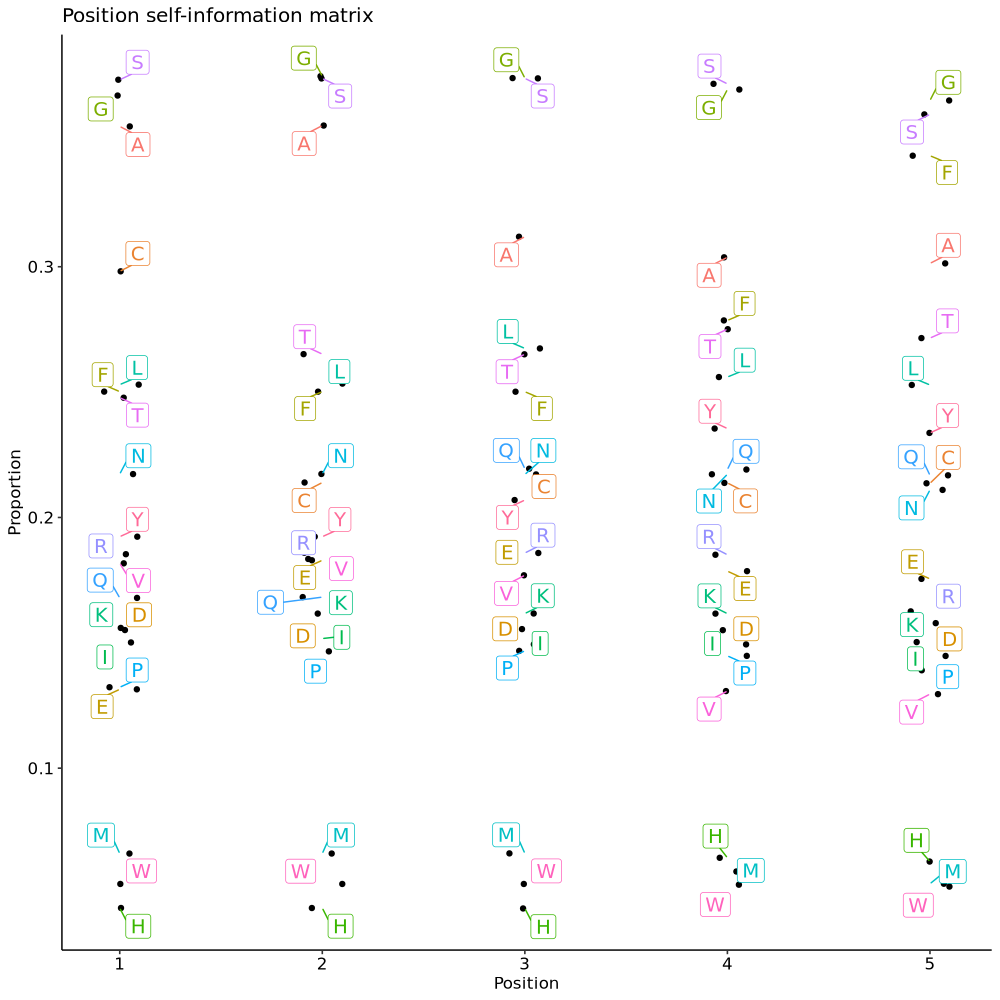 Position self-information matrix
G
S
G
G
S
G
S
S
G
S
A
A
F
C
A
A
A
F
T
T
L
T
L
L
F
L
L
T
F
T
F
Y
Y
N
N
Q
N
Q
Q
C
C
C
N
C
N
Y
Y
Y
R
R
E
R
R
E
V
E
V
Q
E
V
R
Q
K
K
K
K
D
D
D
D
K
D
I
I
I
I
I
P
P
P
P
P
E
V
V
M
M
M
H
H
W
W
W
M
M
W
W
H
H
H
0.3
0.2
0.1
Proportion
1
2
3
4
5
Position